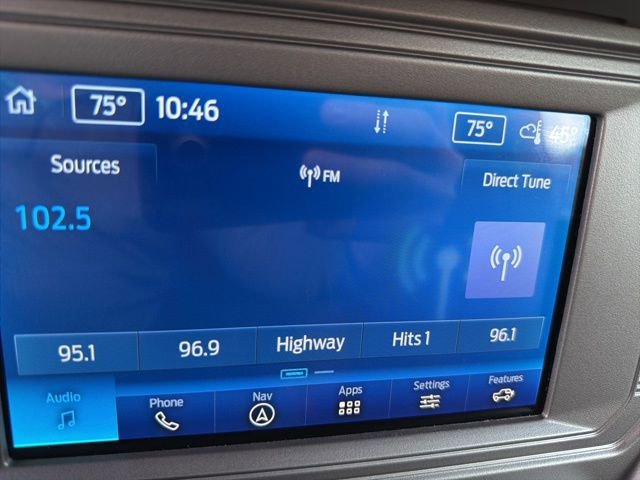 75° 10:46 75° 45°
Sources FM Direct Tune
102.5
95.1 96.9 Highway Hits 1 96.1
Audio Phone Nav Apps Settings Features